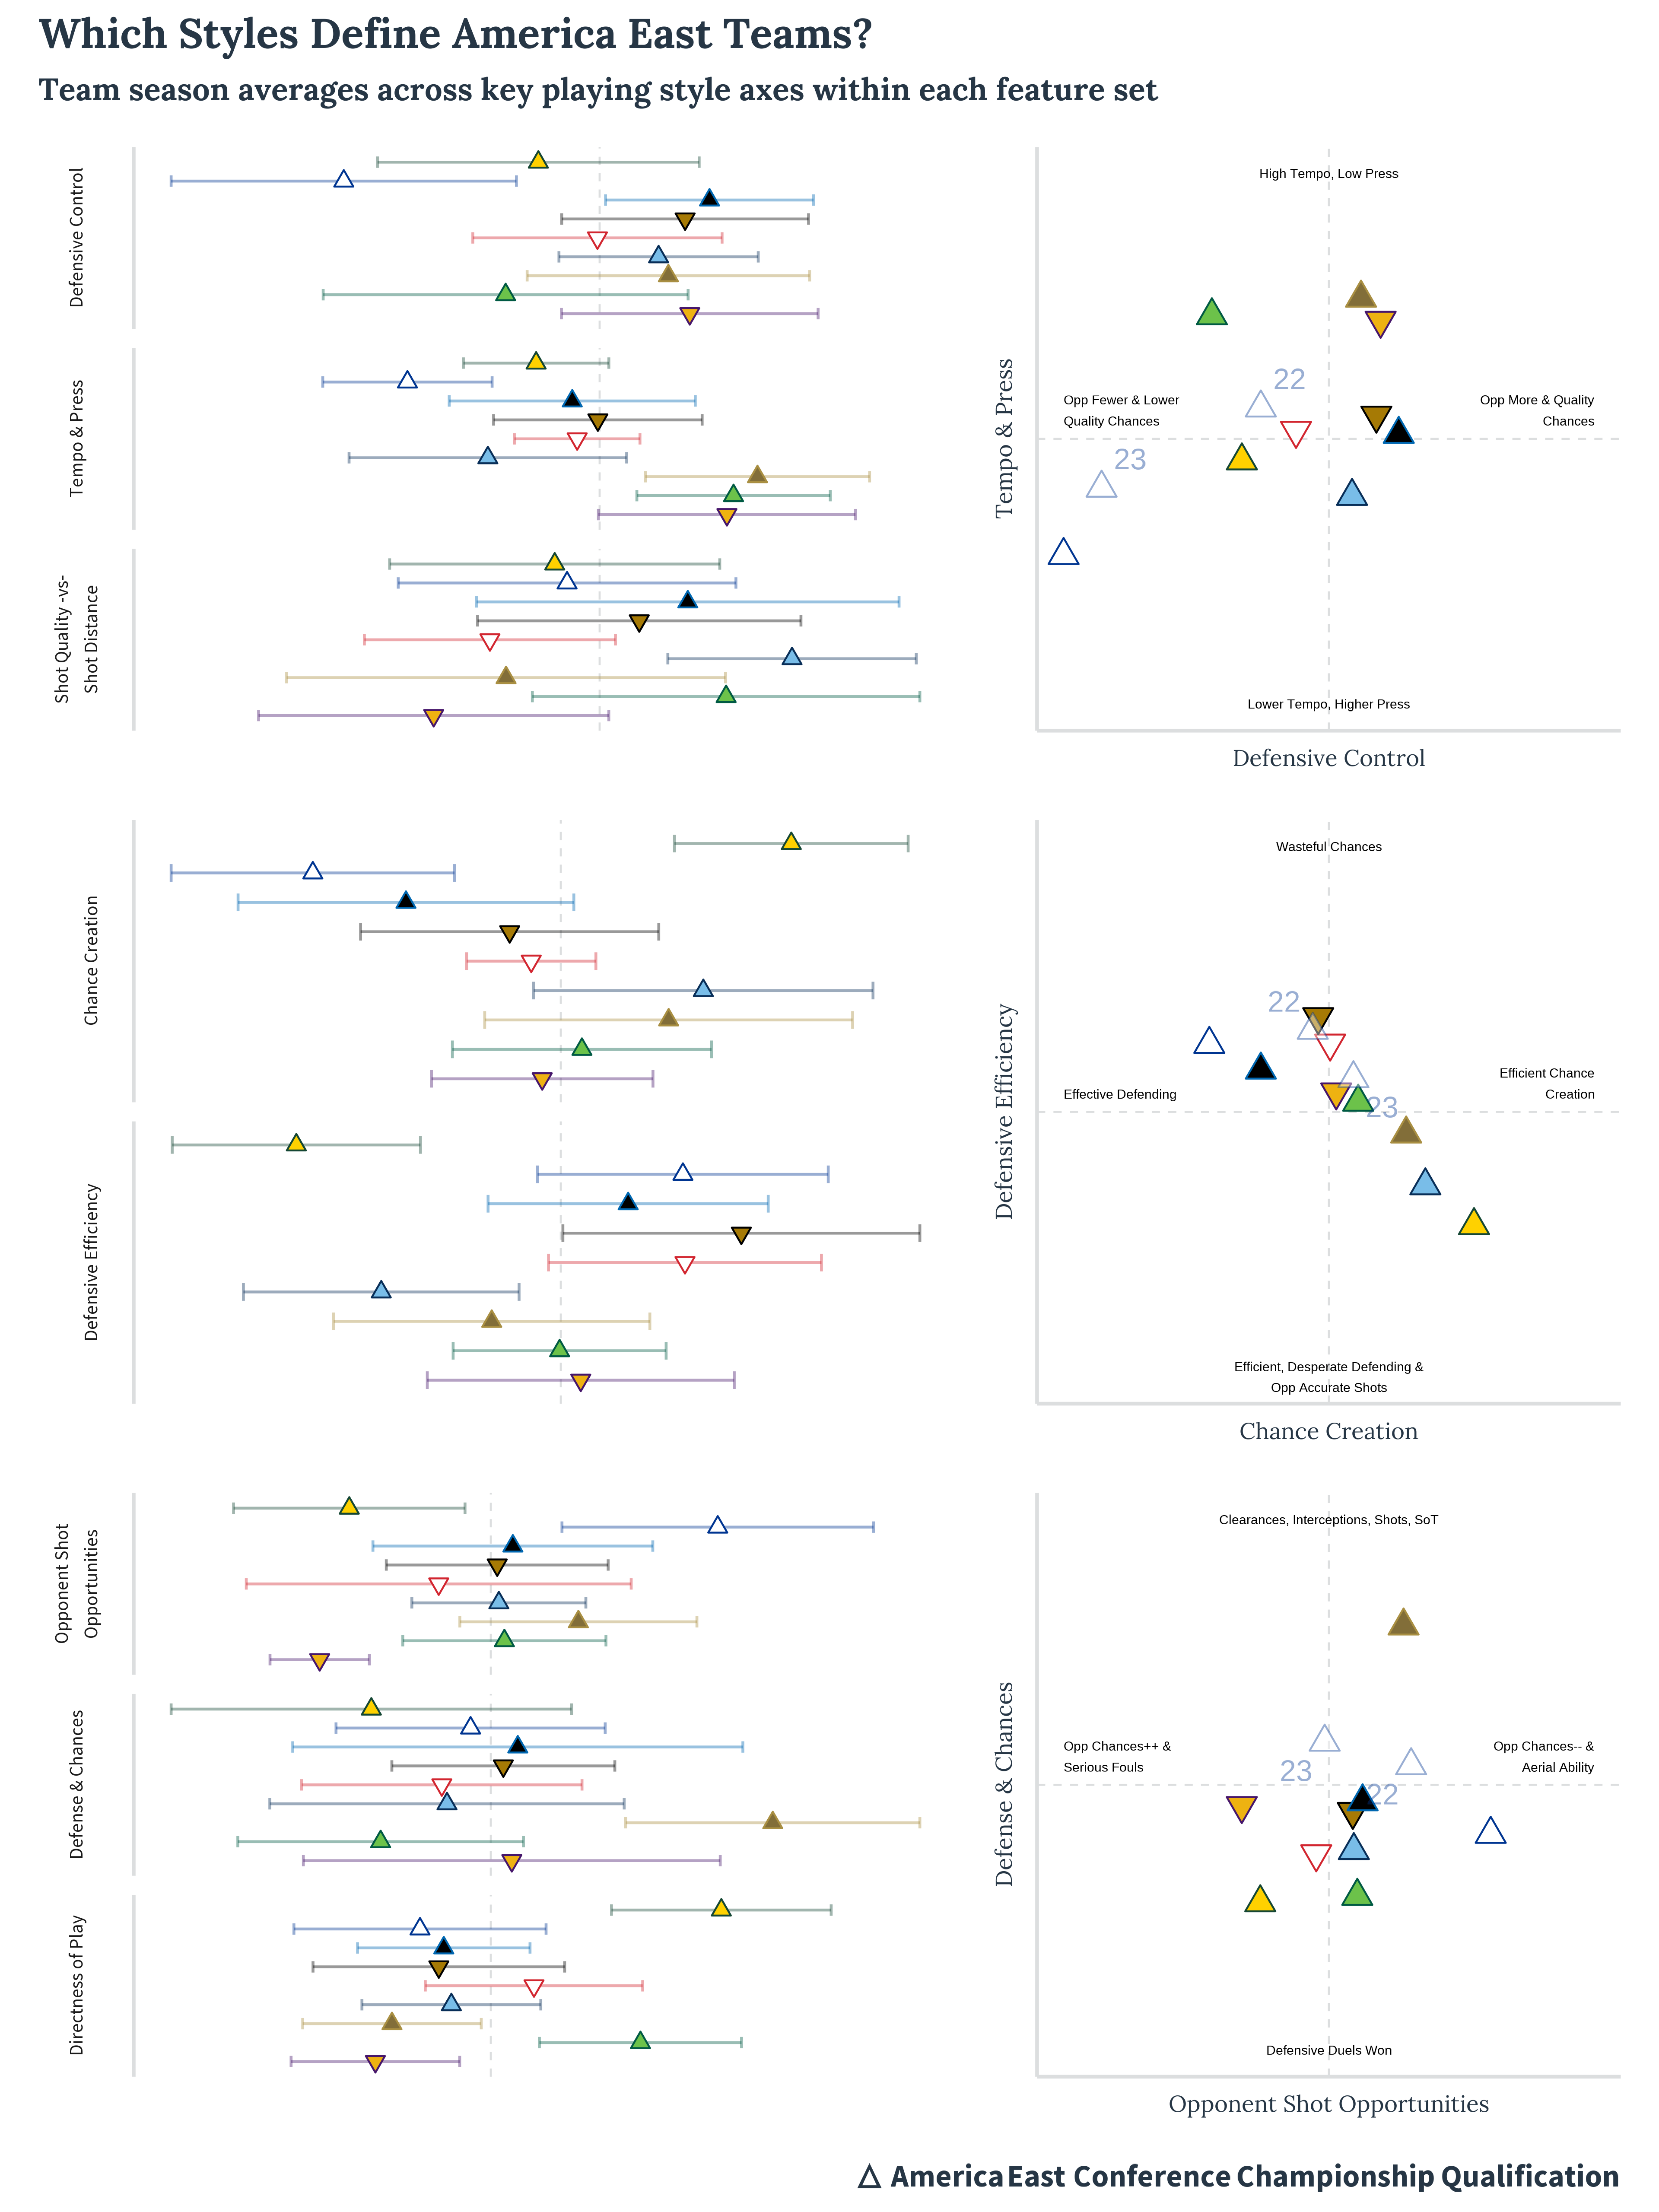 Which Styles Define America East Teams?
Team season averages across key playing style axes within each feature set
Defensive Control
Tempo & Press
Shot Quality -vs-
Shot Distance
Tempo & Press
High Tempo, Low Press
22
Opp Fewer & Lower
Quality Chances
Opp More & Quality
Chances
23
Lower Tempo, Higher Press
Defensive Control
Chance Creation
Defensive Efficiency
Defensive Efficiency
Wasteful Chances
22
Effective Defending
Efficient Chance
Creation
23
Efficient, Desperate Defending &
Opp Accurate Shots
Chance Creation
Opponent Shot
Opportunities
Defense & Chances
Directness of Play
Defense & Chances
Clearances, Interceptions, Shots, SoT
Opp Chances++ &
Serious Fouls
Opp Chances-- &
Aerial Ability
23
22
Defensive Duels Won
Opponent Shot Opportunities
America East Conference Championship Qualification